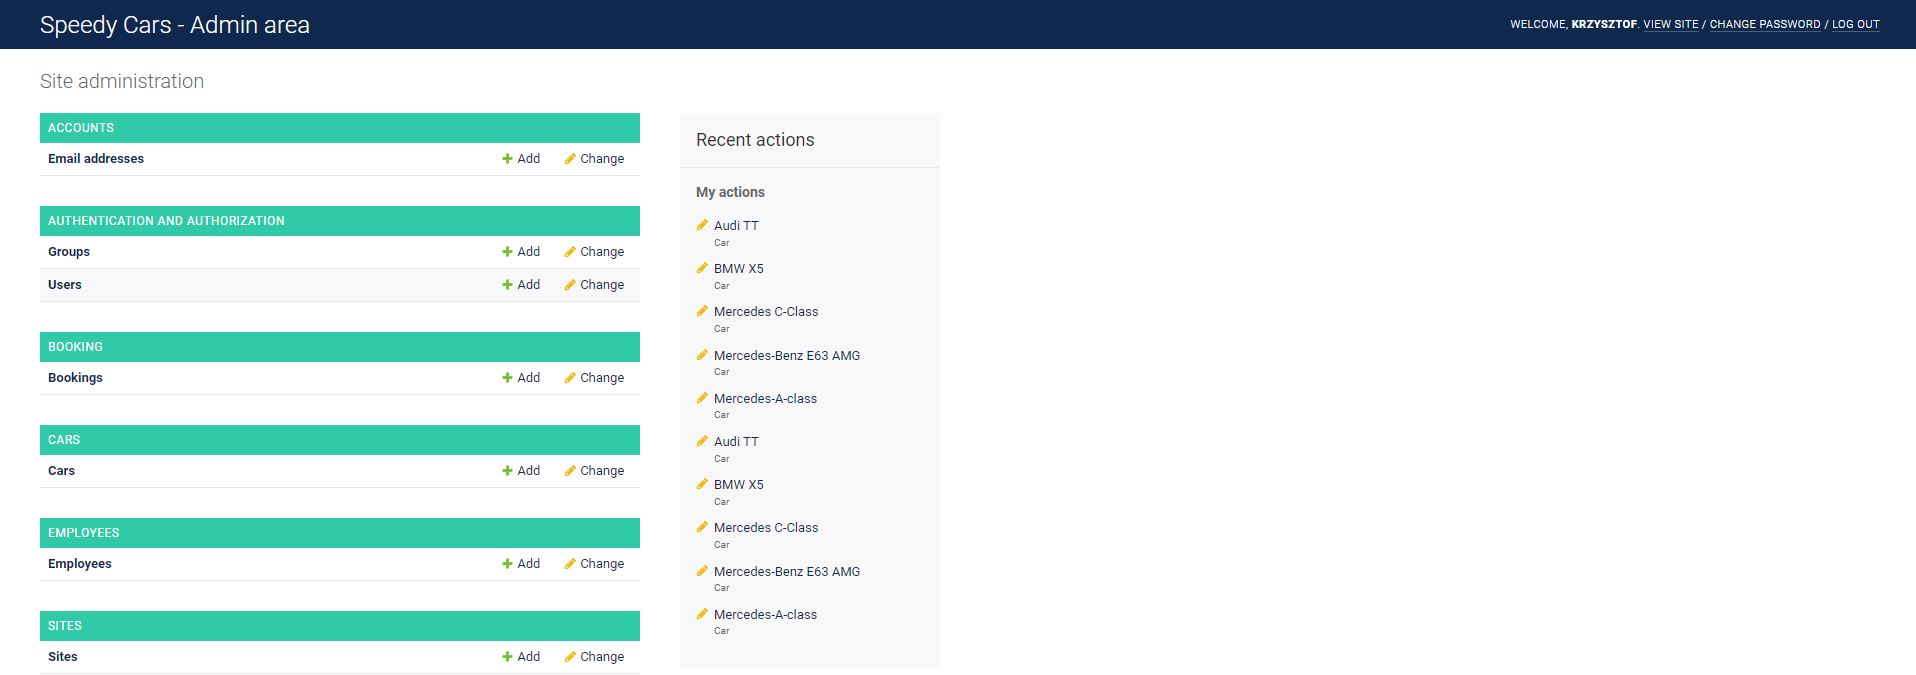 Speedy Cars - Admin area
WELCOME, KRZYSZTOF. VIEW SITE / CHANGE PASSWORD / LOG OUT
Site administration
ACCOUNTS
Email addresses Add Change
AUTHENTICATION AND AUTHORIZATION
Groups Add Change
Users Add Change
BOOKING
Bookings Add Change
CARS
Cars Add Change
EMPLOYEES
Employees Add Change
SITES
Sites Add Change
Recent actions
My actions
Audi TT
Car
BMW X5
Car
Mercedes C-Class
Car
Mercedes-Benz E63 AMG
Car
Mercedes-A-class
Car
Audi TT
Car
BMW X5
Car
Mercedes C-Class
Car
Mercedes-Benz E63 AMG
Car
Mercedes-A-class
Car